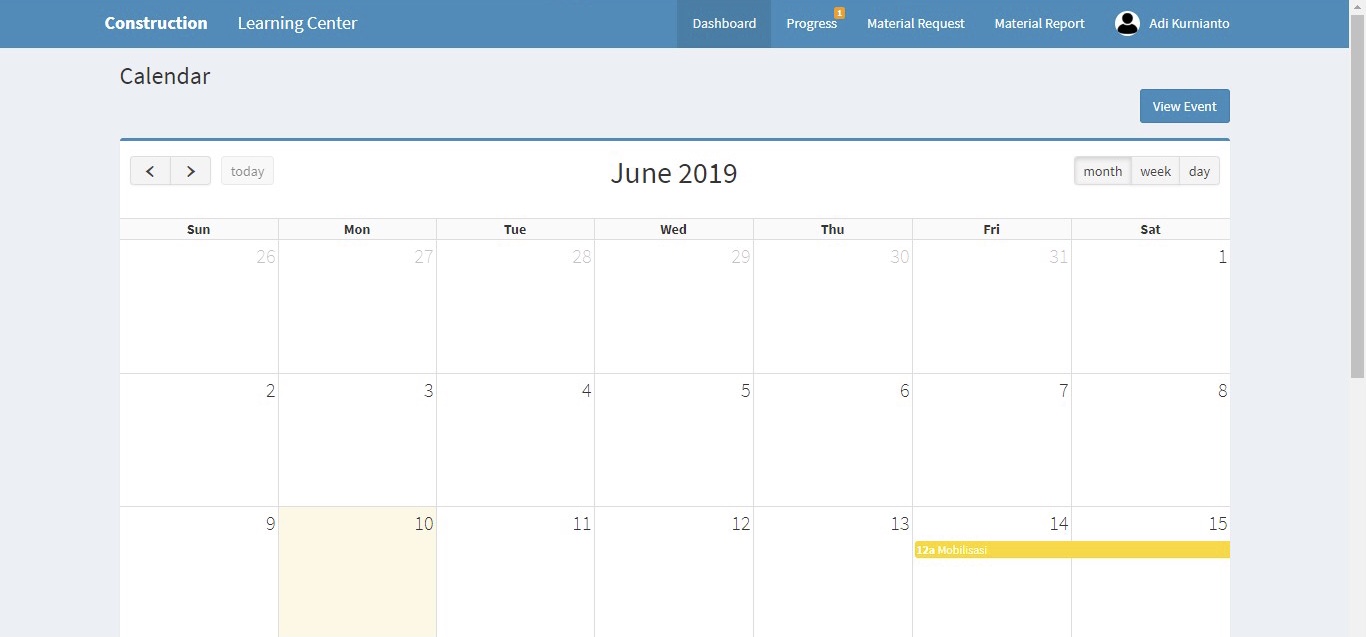 Construction Learning Center Dashboard Progress 1 Material Request Material Report Adi Kurnianto
Calendar
View Event
today June 2019 month week day
Sun Mon Tue Wed Thu Fri Sat
26 27 28 29 30 31 1
2 3 4 5 6 7 8
9 10 11 12 13 14 15
12a Mobilisasi